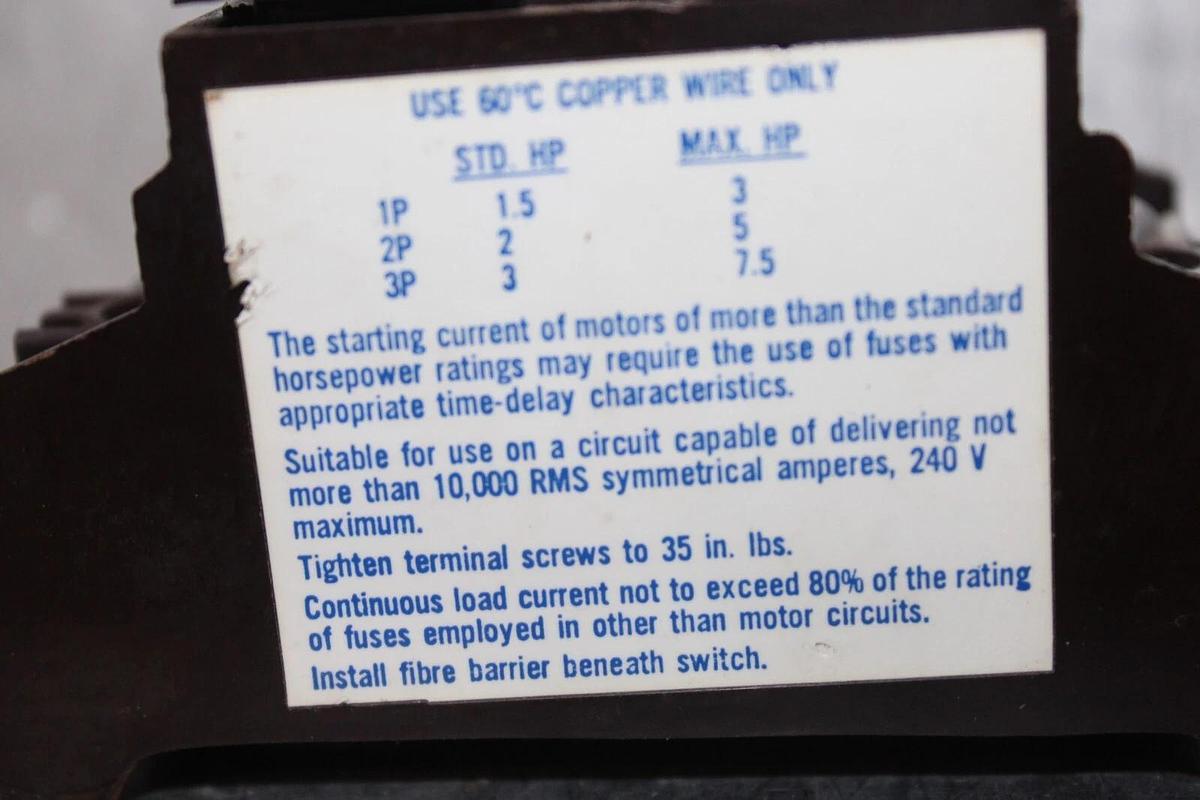 USE 60°C COPPER WIRE ONLY
STD. HP MAX. HP
1P 1.5 3
2P 2 5
3P 3 7.5
The starting current of motors of more than the standard
horsepower ratings may require the use of fuses with
appropriate time-delay characteristics.
Suitable for use on a circuit capable of delivering not
more than 10,000 RMS symmetrical amperes, 240 V
maximum.
Tighten terminal screws to 35 in. lbs.
Continuous load current not to exceed 80% of the rating
of fuses employed in other than motor circuits.
Install fibre barrier beneath switch.